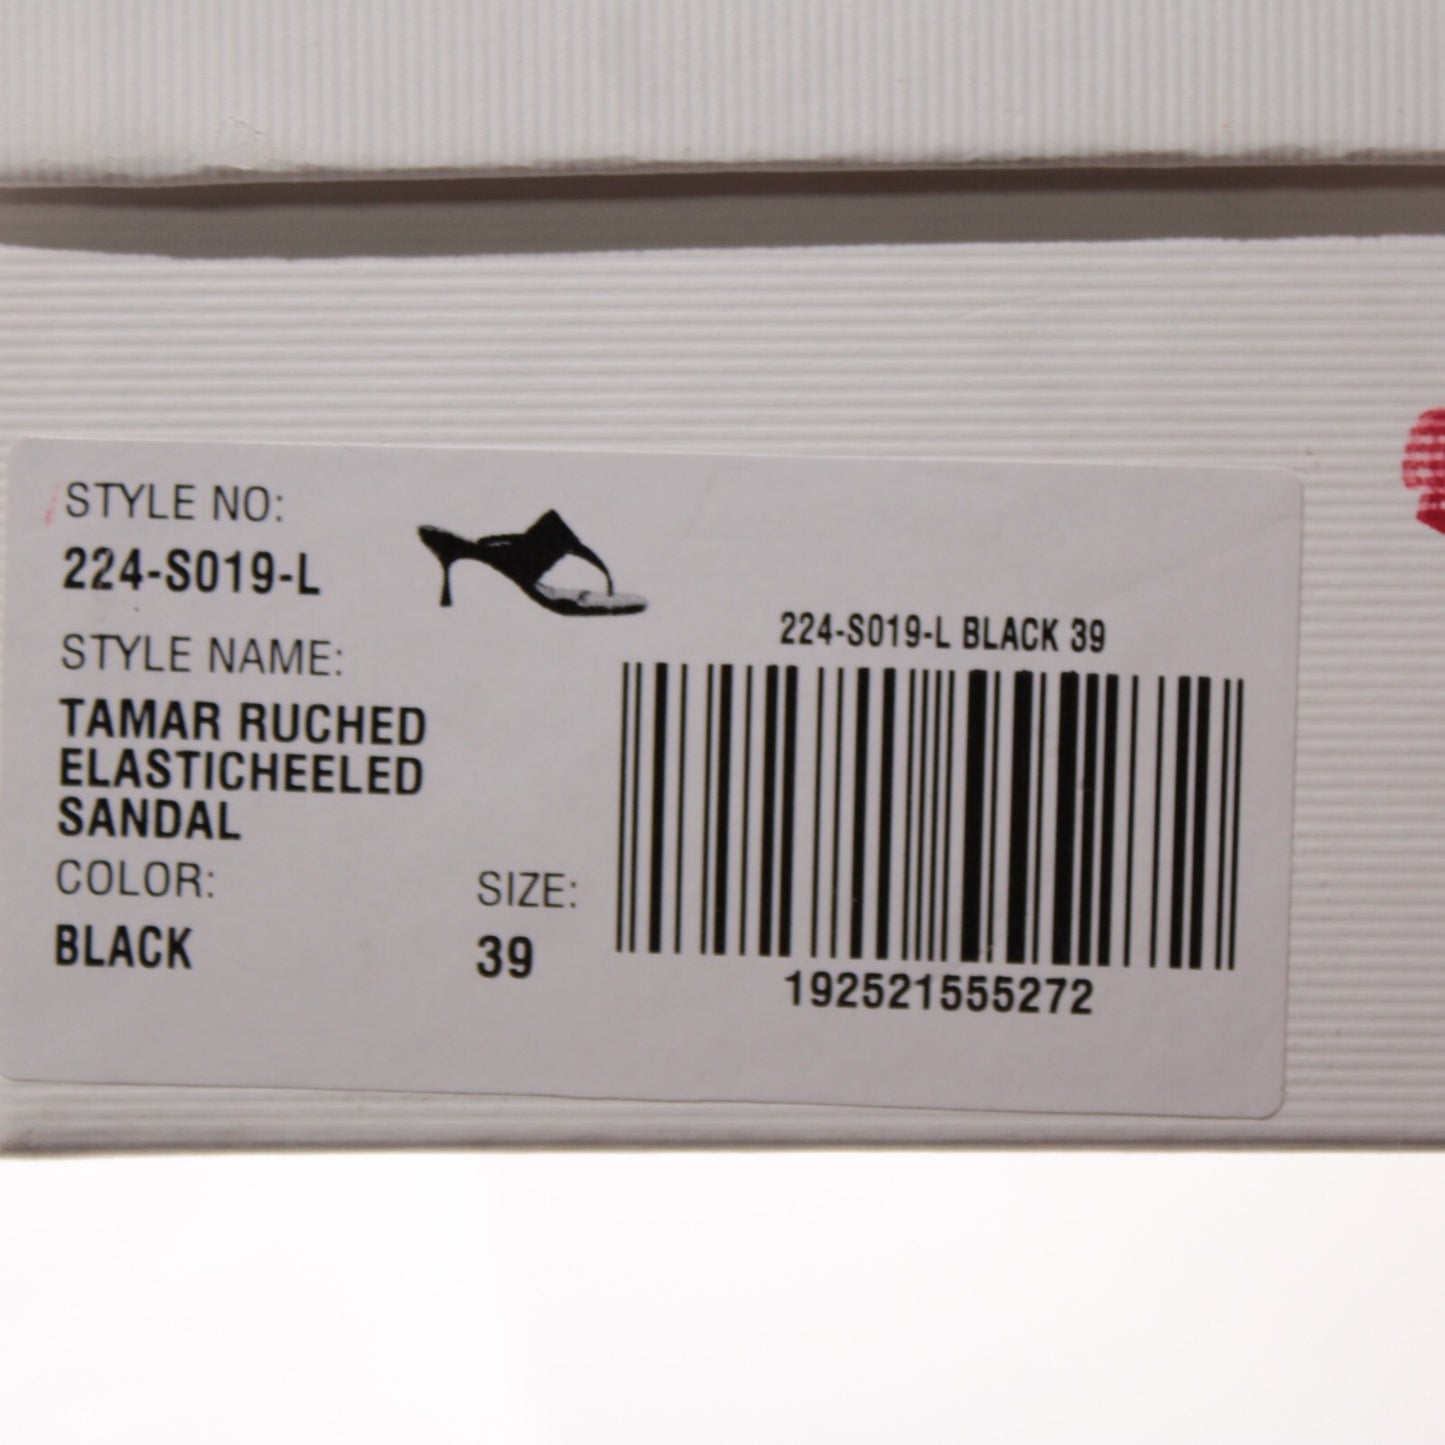 STYLE NO:
224-S019-L
STYLE NAME:
TAMAR RUCHED
ELASTICHEELED
SANDAL
COLOR:
BLACK
SIZE:
39
224-S019-L BLACK 39
192521555272